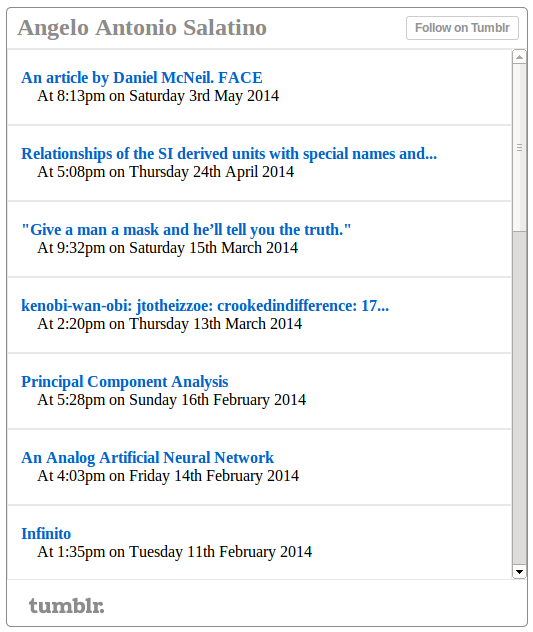 Angelo Antonio Salatino
Follow on Tumblr
An article by Daniel McNeil. FACE
At 8:13pm on Saturday 3rd May 2014
Relationships of the SI derived units with special names and...
At 5:08pm on Thursday 24th April 2014
"Give a man a mask and he’ll tell you the truth."
At 9:32pm on Saturday 15th March 2014
kenobi-wan-obi: jtotheizzoe: crookedindifference: 17...
At 2:20pm on Thursday 13th March 2014
Principal Component Analysis
At 5:28pm on Sunday 16th February 2014
An Analog Artificial Neural Network
At 4:03pm on Friday 14th February 2014
Infinito
At 1:35pm on Tuesday 11th February 2014
tumblr.